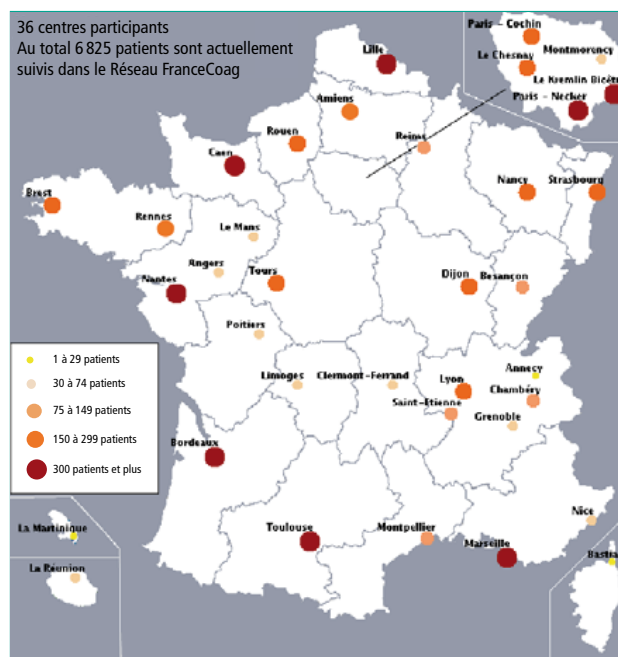 36 centres participants
Au total 6 825 patients sont actuellement
suivis dans le Réseau FranceCoag
Paris - Cochin
Le Chesnay
Montmorency
Le Kremlin Bicêtre
Paris - Necker
Lille
Amiens
Rouen
Reims
Caen
Nancy
Strasbourg
Brest
Rennes
Le Mans
Angers
Nantes
Tours
Dijon
Besançon
Poitiers
1 à 29 patients
30 à 74 patients
75 à 149 patients
150 à 299 patients
300 patients et plus
Limoges
Clermont-Ferrand
Lyon
Annecy
Chambéry
Saint-Etienne
Grenoble
Bordeaux
La Martinique
La Réunion
Toulouse
Montpellier
Marseille
Nice
Bastia